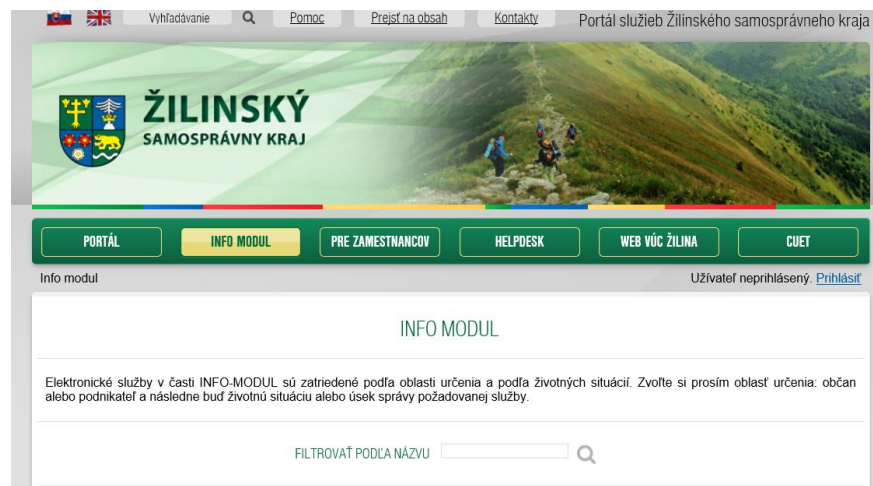 Vyhľadávanie Pomoc Prejsť na obsah Kontakty Portál služieb Žilinského samosprávneho kraja
ŽILINSKÝ
SAMOSPRÁVNY KRAJ
PORTÁL INFO MODUL PRE ZAMESTNANCOV HELPDESK WEB VÚC ŽILINA CUET
Info modul Užívateľ neprihlásený. Prihlásiť
INFO MODUL
Elektronické služby v časti INFO-MODUL sú zatriedené podľa oblasti určenia a podľa životných situácií. Zvoľte si prosím oblasť určenia: občan
alebo podnikateľ a následne buď životnú situáciu alebo úsek správy požadovanej služby.
FILTROVAŤ PODĽA NÁZVU